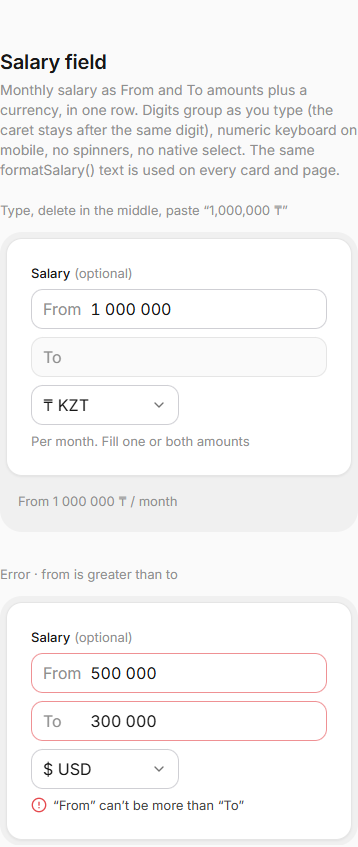 Salary field
Monthly salary as From and To amounts plus a
currency, in one row. Digits group as you type (the
caret stays after the same digit), numeric keyboard on
mobile, no spinners, no native select. The same
formatSalary() text is used on every card and page.
Type, delete in the middle, paste “1,000,000 ₸”
Salary (optional)
From 1 000 000
To
₸ KZT
Per month. Fill one or both amounts
From 1 000 000 ₸ / month
Error · from is greater than to
Salary (optional)
From 500 000
To 300 000
$ USD
“From” can’t be more than “To”